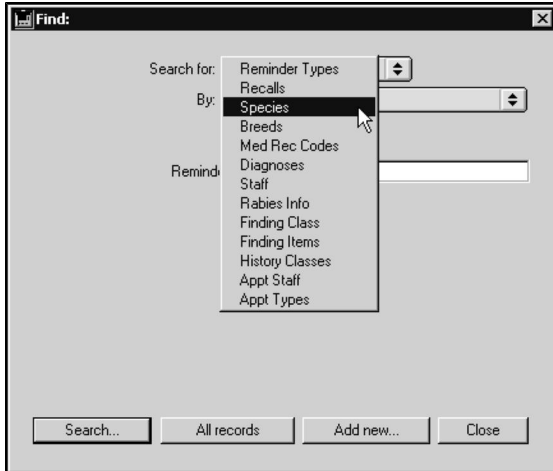 Find:
Search for:
Reminder Types
Recalls
By:
Species
Breeds
Med Rec Codes
Diagnoses
Staff
Rabies Info
Finding Class
Finding Items
History Classes
Appt Staff
Appt Types
Search... All records Add new... Close